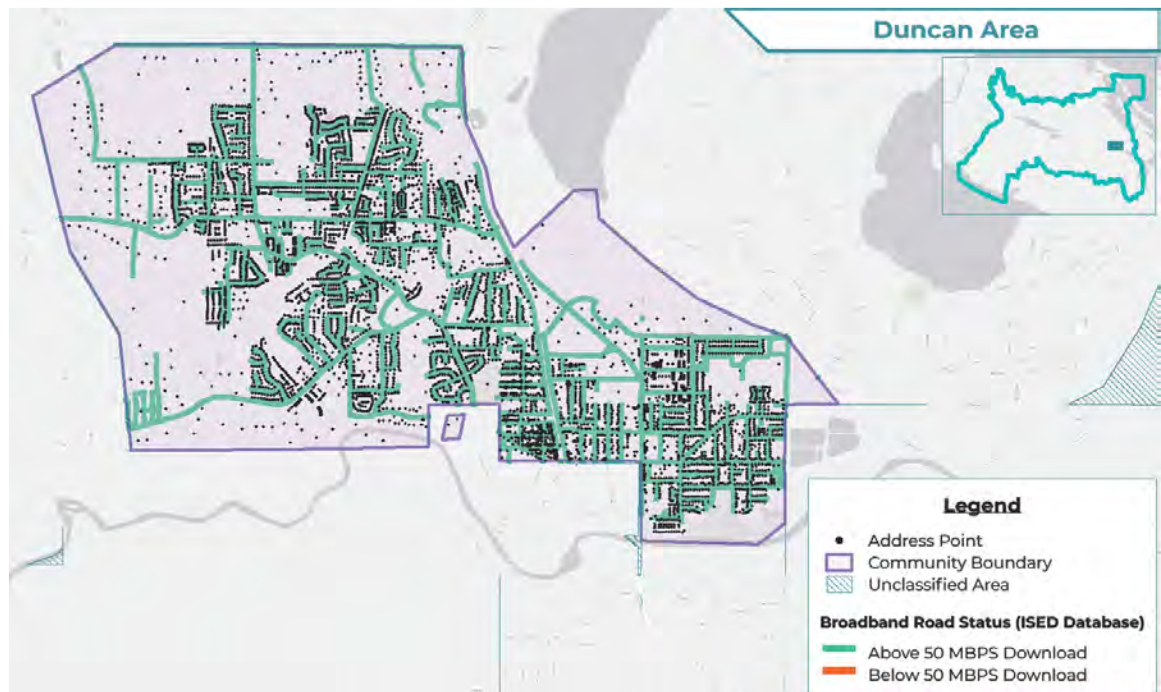 Duncan Area
Legend
Address Point
Community Boundary
Unclassified Area
Broadband Road Status (ISED Database)
Above 50 MBPS Download
Below 50 MBPS Download